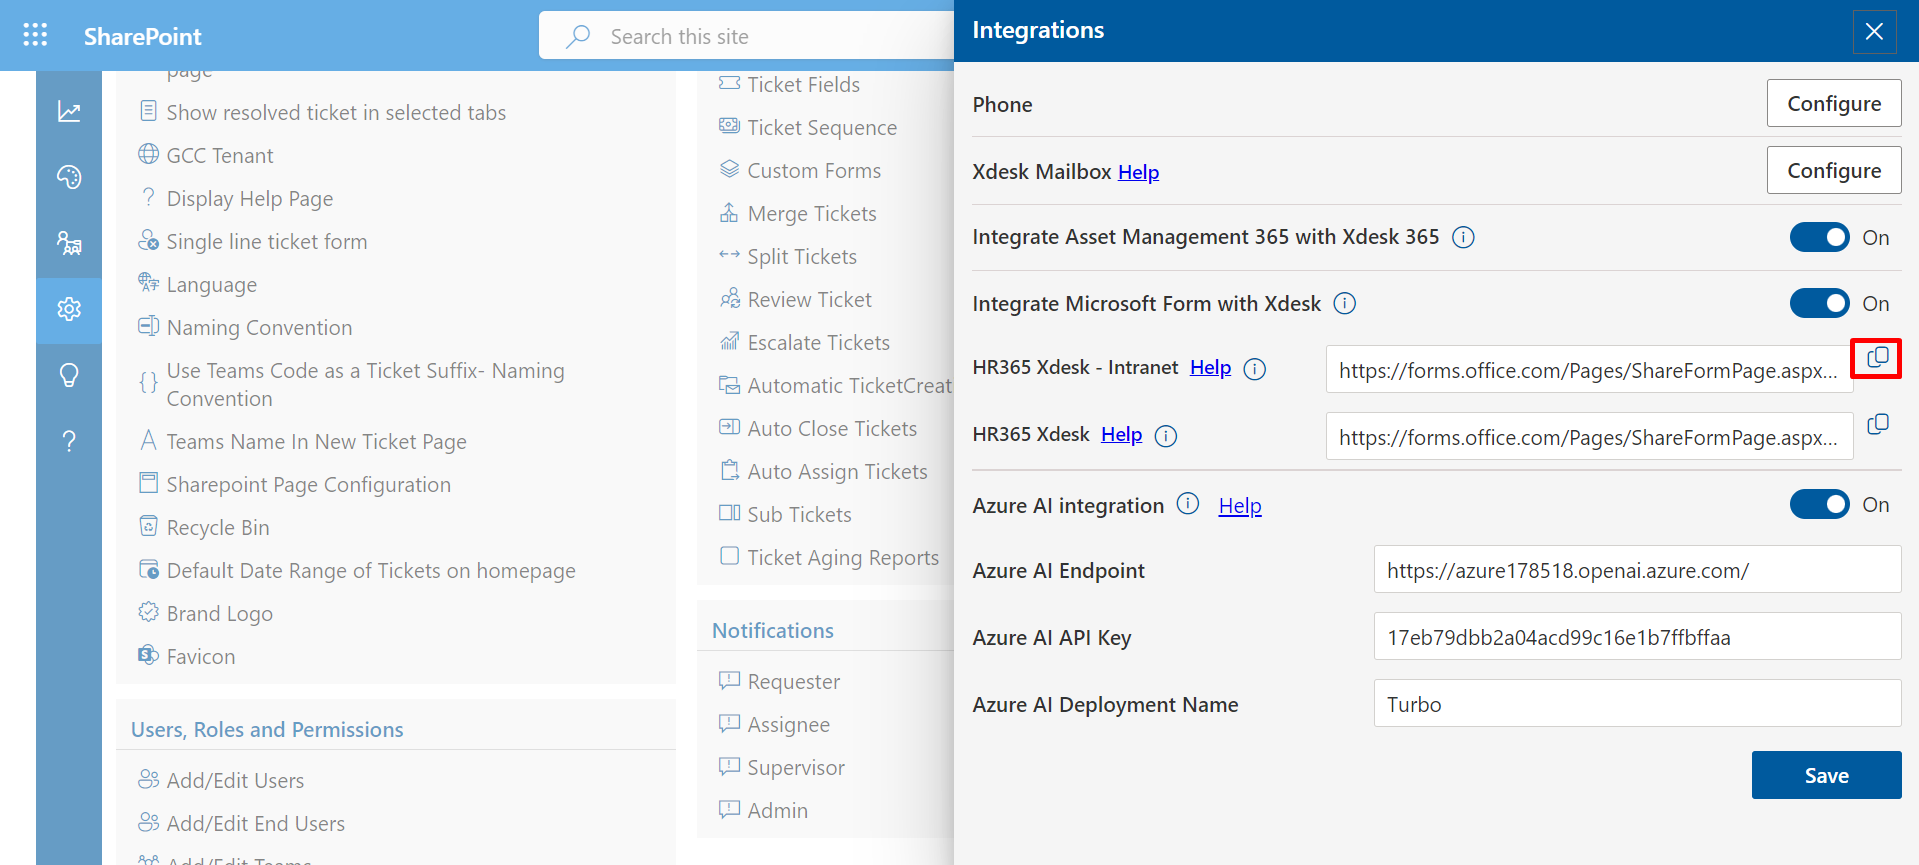 SharePoint
Search this site
page
Show resolved ticket in selected tabs
GCC Tenant
Display Help Page
Single line ticket form
Language
Naming Convention
Use Teams Code as a Ticket Suffix- Naming
Convention
Teams Name In New Ticket Page
Sharepoint Page Configuration
Recycle Bin
Default Date Range of Tickets on homepage
Brand Logo
Favicon
Users, Roles and Permissions
Add/Edit Users
Add/Edit End Users
Add/Edit Teams
Ticket Fields
Ticket Sequence
Custom Forms
Merge Tickets
Split Tickets
Review Ticket
Escalate Tickets
Automatic TicketCreat
Auto Close Tickets
Auto Assign Tickets
Sub Tickets
Ticket Aging Reports
Notifications
Requester
Assignee
Supervisor
Admin
Integrations
Phone Configure
Xdesk Mailbox Help Configure
Integrate Asset Management 365 with Xdesk 365 On
Integrate Microsoft Form with Xdesk On
HR365 Xdesk - Intranet Help https://forms.office.com/Pages/ShareFormPage.aspx...
HR365 Xdesk Help https://forms.office.com/Pages/ShareFormPage.aspx...
Azure AI integration Help On
Azure AI Endpoint https://azure178518.openai.azure.com/
Azure AI API Key 17eb79dbb2a04acd99c16e1b7ffbffaa
Azure AI Deployment Name Turbo
Save